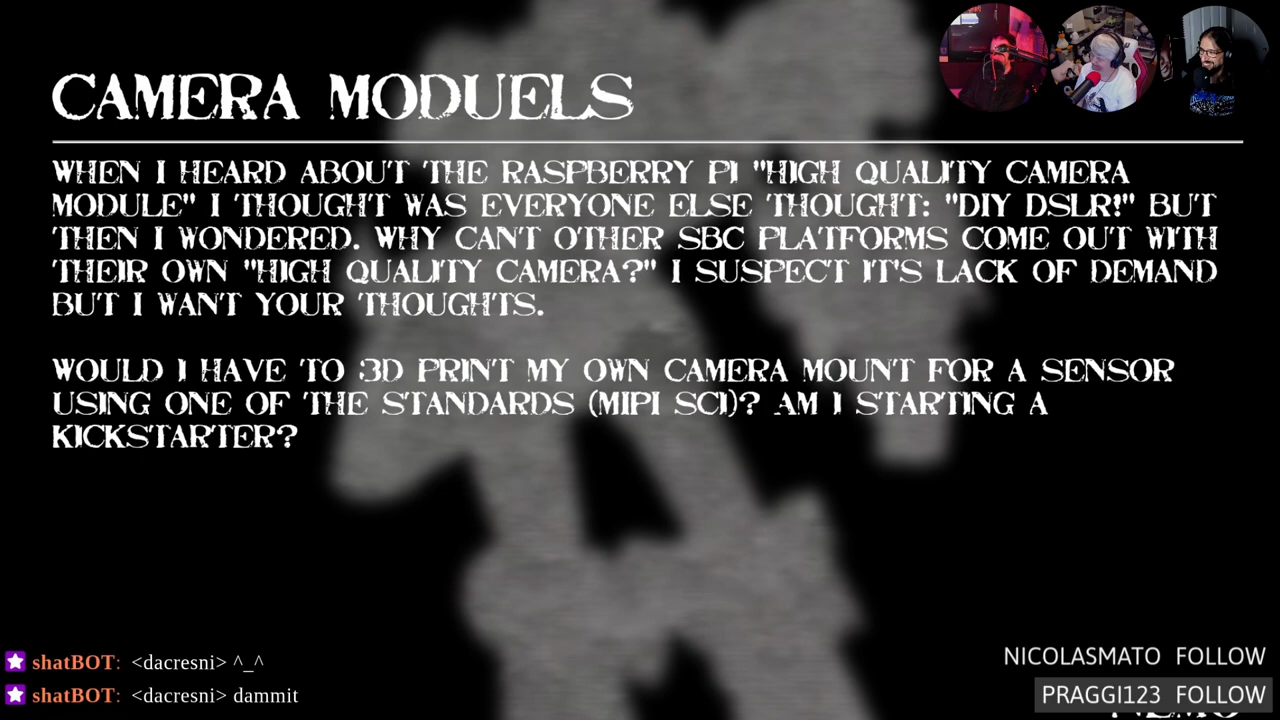 CAMERA MODUELS
WHEN I HEARD ABOUT THE RASPBERRY PI "HIGH QUALITY CAMERA
MODULE" I THOUGHT WAS EVERYONE ELSE THOUGHT: "DIY DSLR!" BUT
THEN I WONDERED. WHY CAN'T OTHER SBC PLATFORMS COME OUT WITH
THEIR OWN "HIGH QUALITY CAMERA?" I SUSPECT IT'S LACK OF DEMAND
BUT I WANT YOUR THOUGHTS.
WOULD I HAVE TO 3D PRINT MY OWN CAMERA MOUNT FOR A SENSOR
USING ONE OF THE STANDARDS (MIPI SCI)? AM I STARTING A
KICKSTARTER?
shatBOT: <dacresni> ^_^
shatBOT: <dacresni> dammit
NICOLASMATO FOLLOW
PRAGGI123 FOLLOW